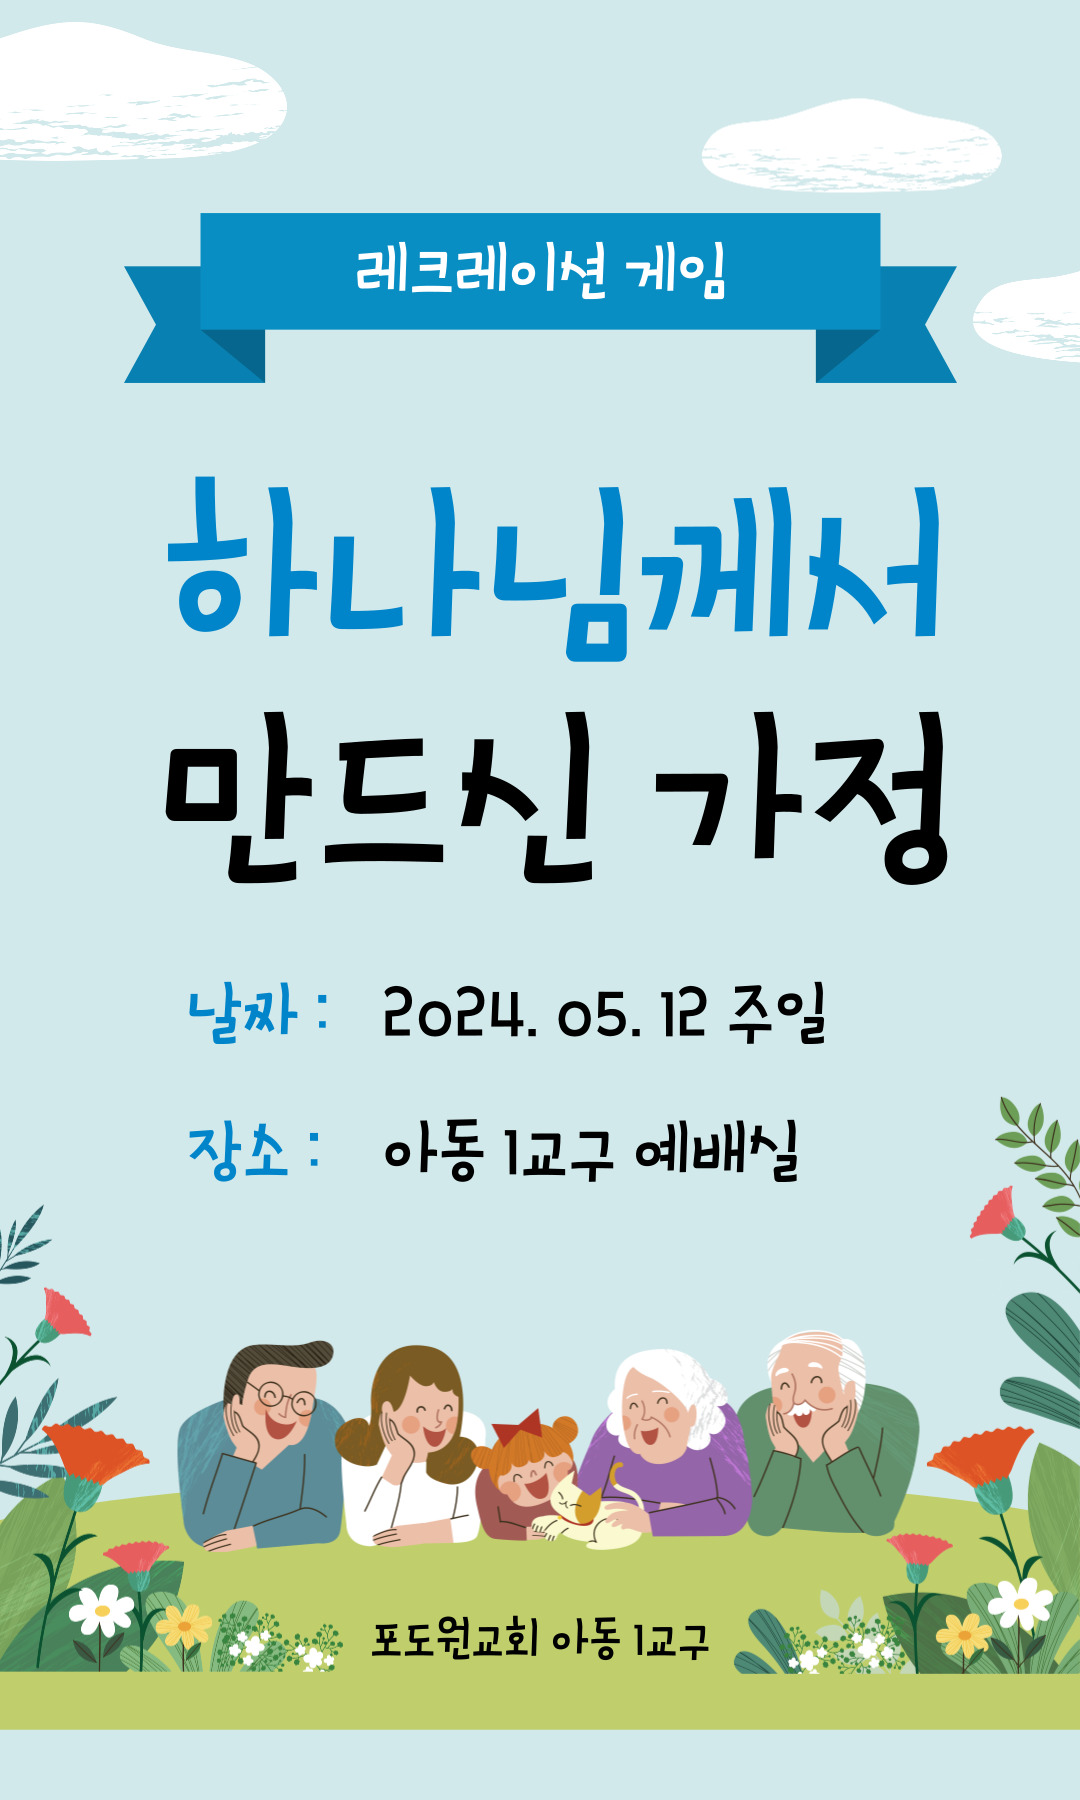 레크레이션 게임
하나님께서
만드신 가정
날짜 : 2024. 05. 12 주일
장소 : 아동 1교구 예배실
포도원교회 아동 1교구